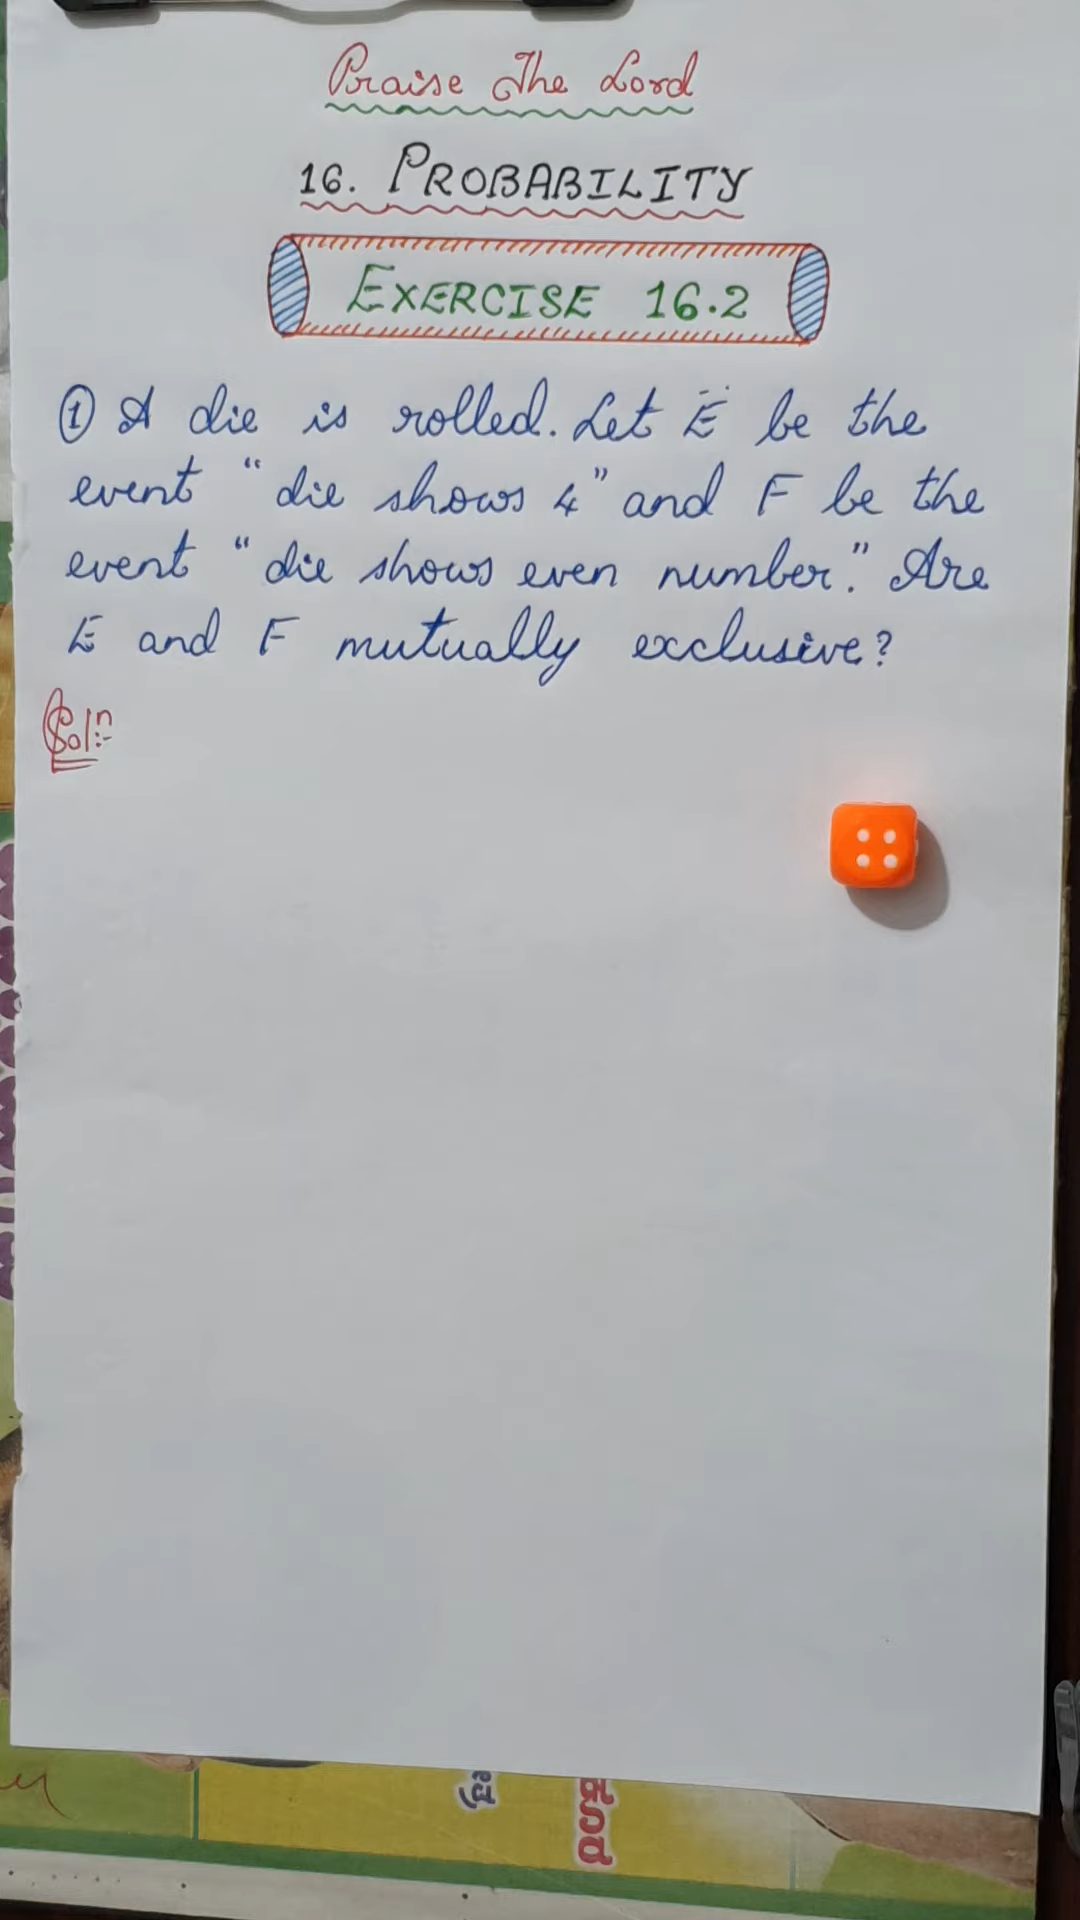 Praise The Lord
16. PROBABILITY
EXERCISE 16.2
① A die is rolled. Let E be the
event “die shows 4” and F be the
event “die shows even number.” Are
E and F mutually exclusive?
Soln:-